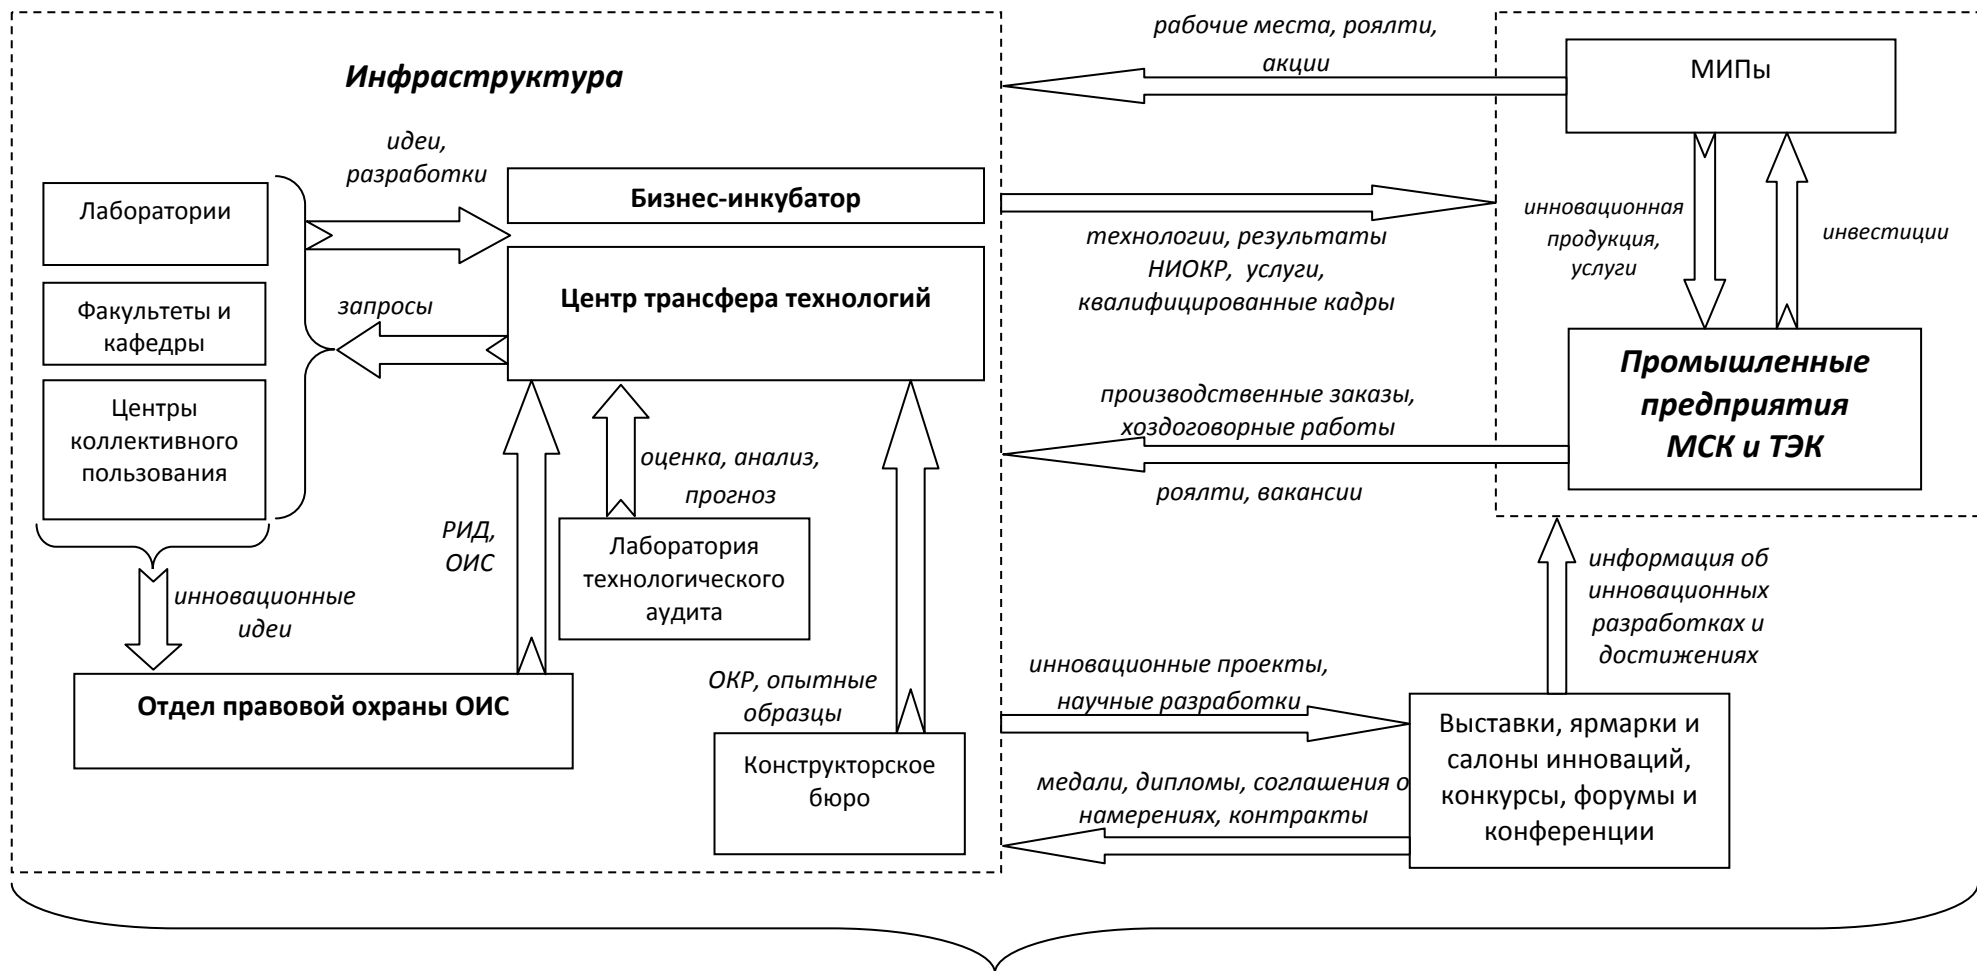 Инфраструктура
идеи,
разработки
Лаборатории
Факультеты и
кафедры
Центры
коллективного
пользования
запросы
Бизнес-инкубатор
Центр трансфера технологий
оценка, анализ,
прогноз
РИД,
ОИС
Лаборатория
технологического
аудита
инновационные
идеи
Отдел правовой охраны ОИС
ОКР, опытные
образцы
Конструкторское
бюро
рабочие места, роялти,
акции
технологии, результаты
НИОКР, услуги,
квалифицированные кадры
производственные заказы,
хоздоговорные работы
роялти, вакансии
инновационные проекты,
научные разработки
медали, дипломы, соглашения о
намерениях, контракты
МИПы
инновационная
продукция,
услуги
инвестиции
Промышленные
предприятия
МСК и ТЭК
информация об
инновационных
разработках и
достижениях
Выставки, ярмарки и
салоны инноваций,
конкурсы, форумы и
конференции